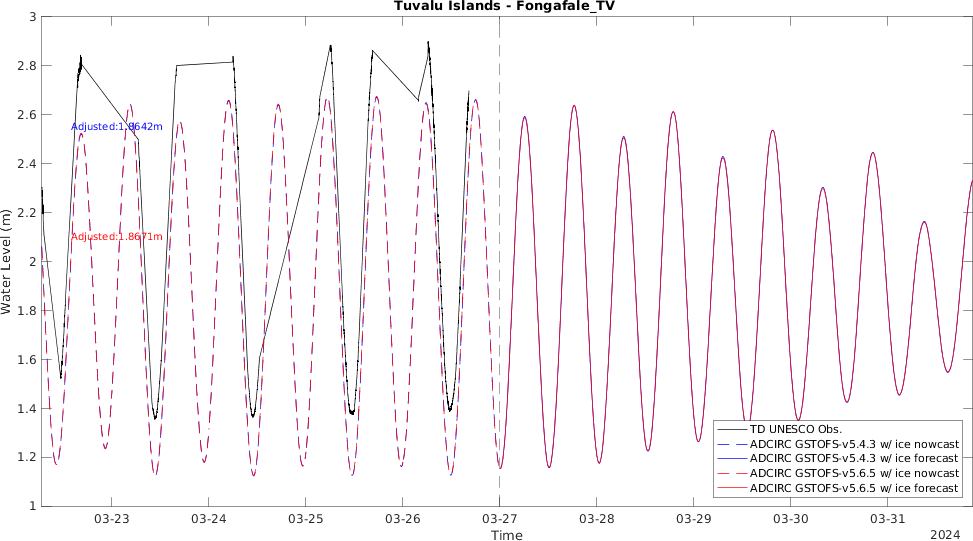 Tuvalu Islands - Fongafale_TV
3
2.8
2.6
2.4
2.2
2
1.8
1.6
1.4
1.2
1
Water Level (m)
Adjusted:1.8642m
Adjusted:1.8671m
TD UNESCO Obs.
ADCIRC GSTOFS-v5.4.3 w/ ice nowcast
ADCIRC GSTOFS-v5.4.3 w/ ice forecast
ADCIRC GSTOFS-v5.6.5 w/ ice nowcast
ADCIRC GSTOFS-v5.6.5 w/ ice forecast
03-23 03-24 03-25 03-26 03-27 03-28 03-29 03-30 03-31
Time
2024